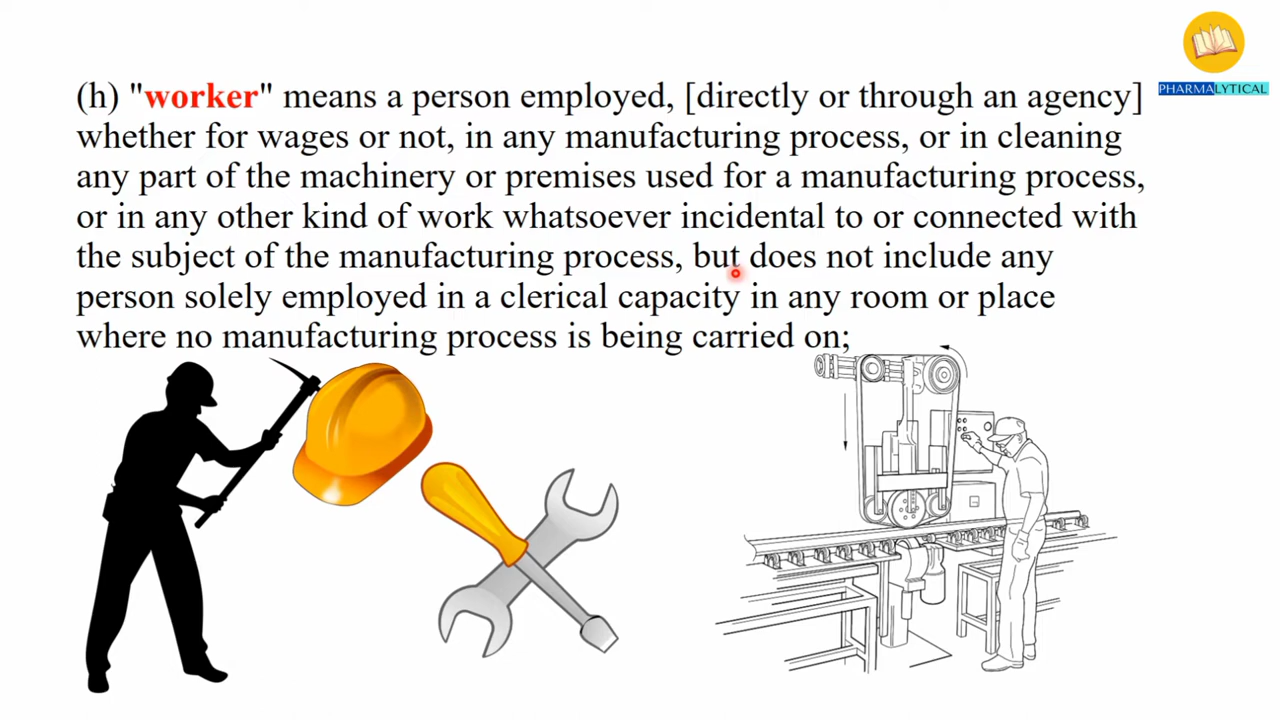 (h) "worker" means a person employed, [directly or through an agency]
whether for wages or not, in any manufacturing process, or in cleaning
any part of the machinery or premises used for a manufacturing process,
or in any other kind of work whatsoever incidental to or connected with
the subject of the manufacturing process, but does not include any
person solely employed in a clerical capacity in any room or place
where no manufacturing process is being carried on;
PHARMALYTICAL